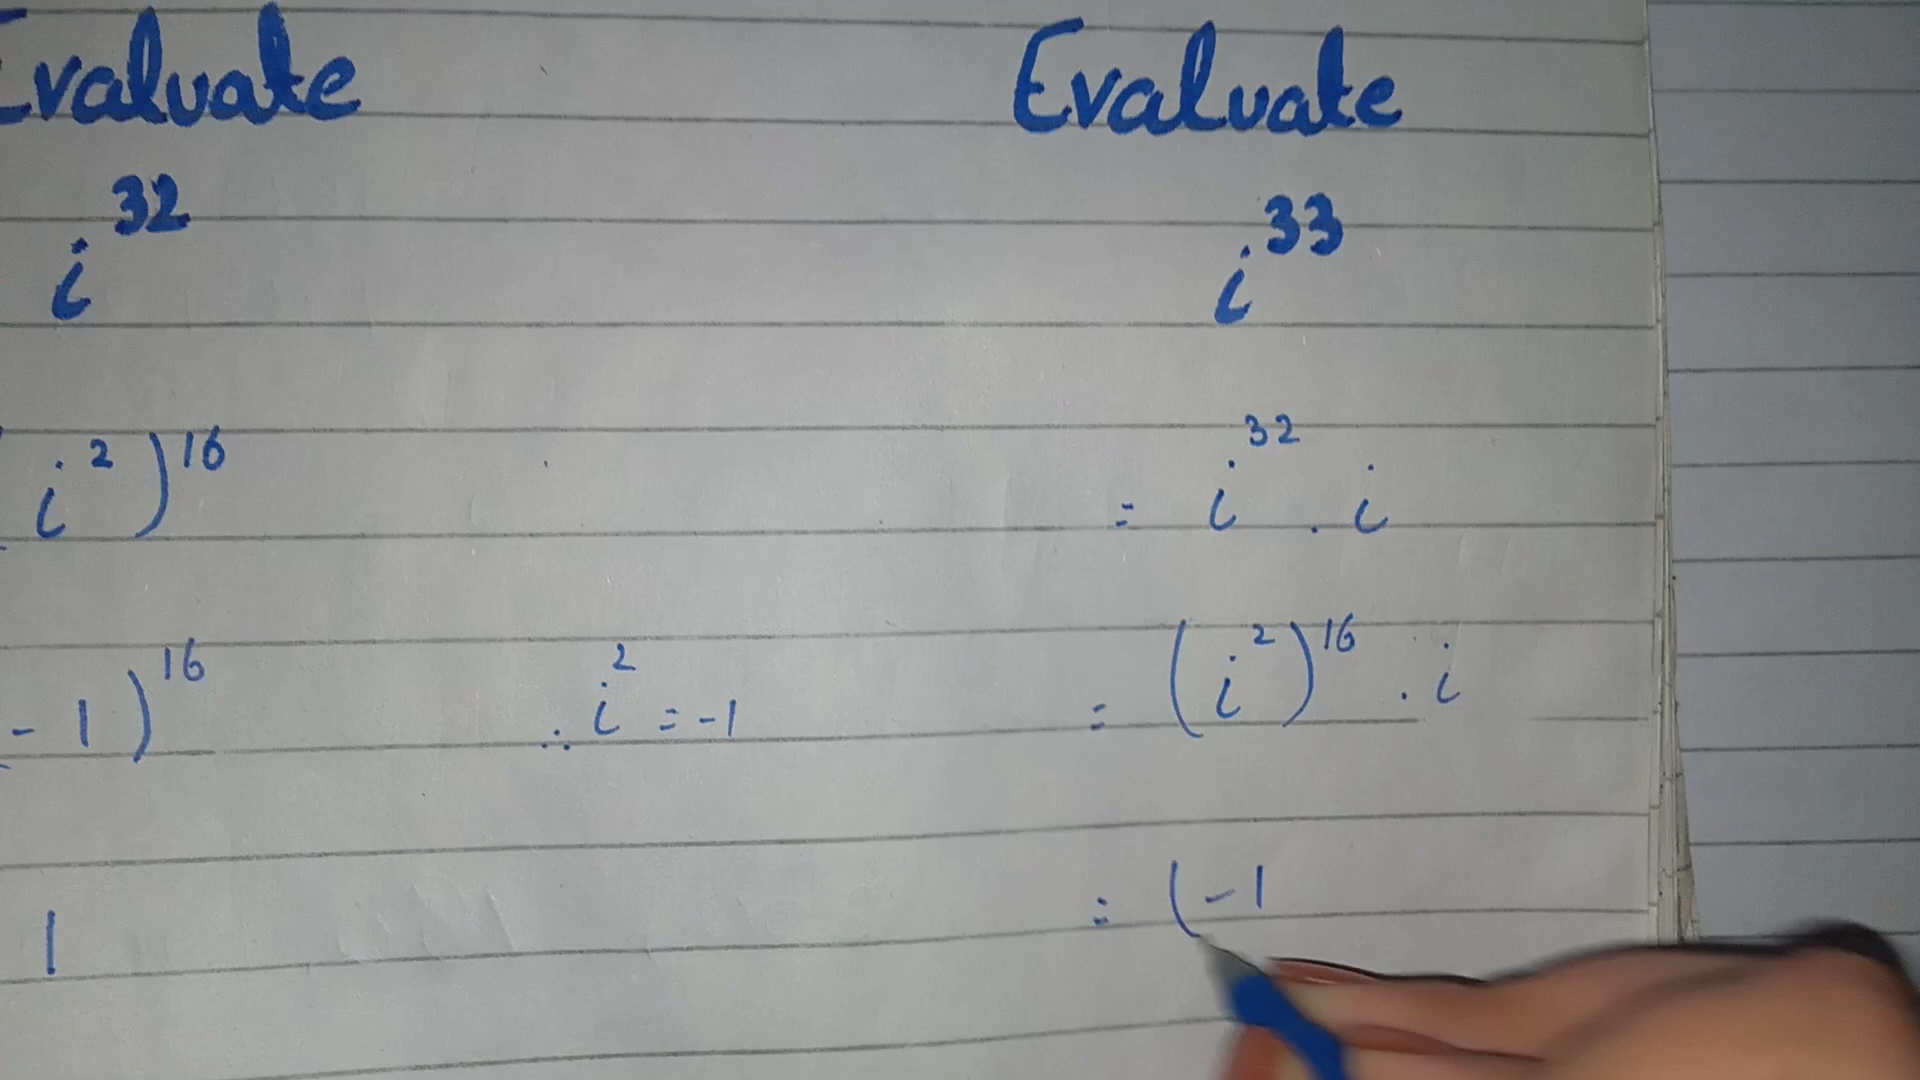 Evaluate
i^32
(i^2)^16
(-1)^16 ∴ i^2 = -1
1
Evaluate
i^33
= i^32 . i
= (i^2)^16 . i
= (-1